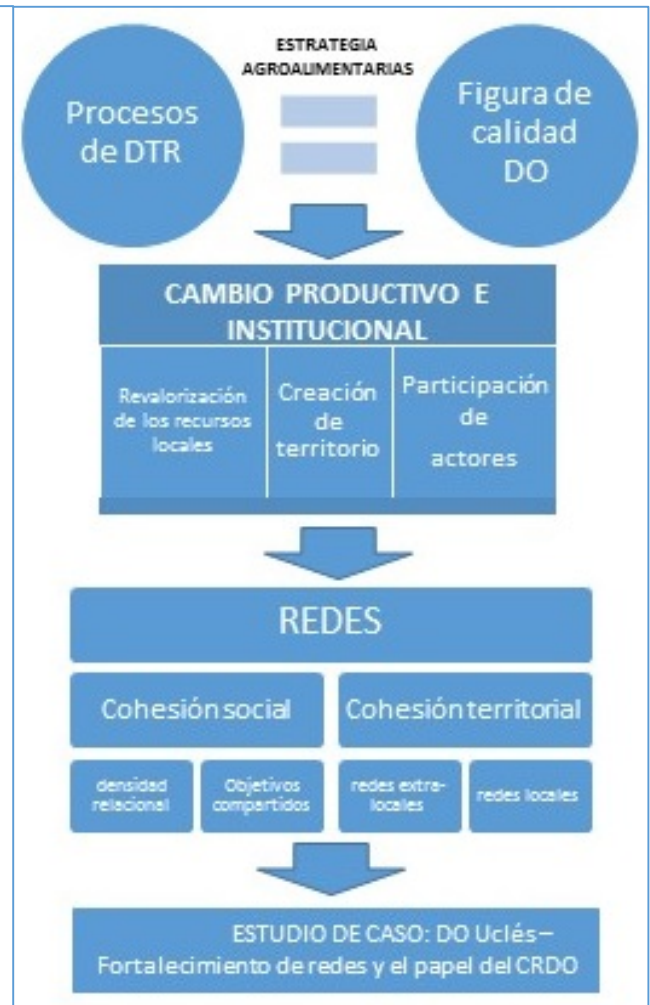 ESTRATEGIA
AGROALIMENTARIAS
Procesos
de DTR
Figura de
calidad
DO
CAMBIO PRODUCTIVO E
INSTITUCIONAL
Revalorización
de los recursos
locales
Creación
de
territorio
Participación
de
actores
REDES
Cohesión social
Cohesión territorial
densidad
relacional
Objetivos
compartidos
redes extra-
locales
redes locales
ESTUDIO DE CASO: DO Uclés –
Fortalecimiento de redes y el papel del CRDO